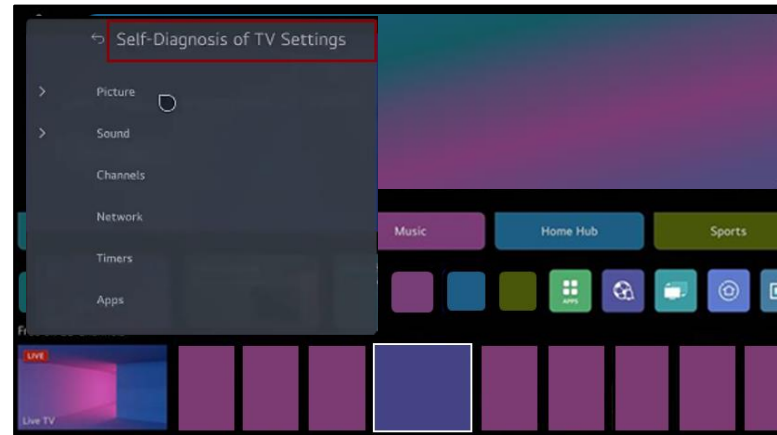 Self-Diagnosis of TV Settings
Picture
Sound
Channels
Network
Timers
Apps
Music
Home Hub
Sports
APPS
LIVE
Live TV